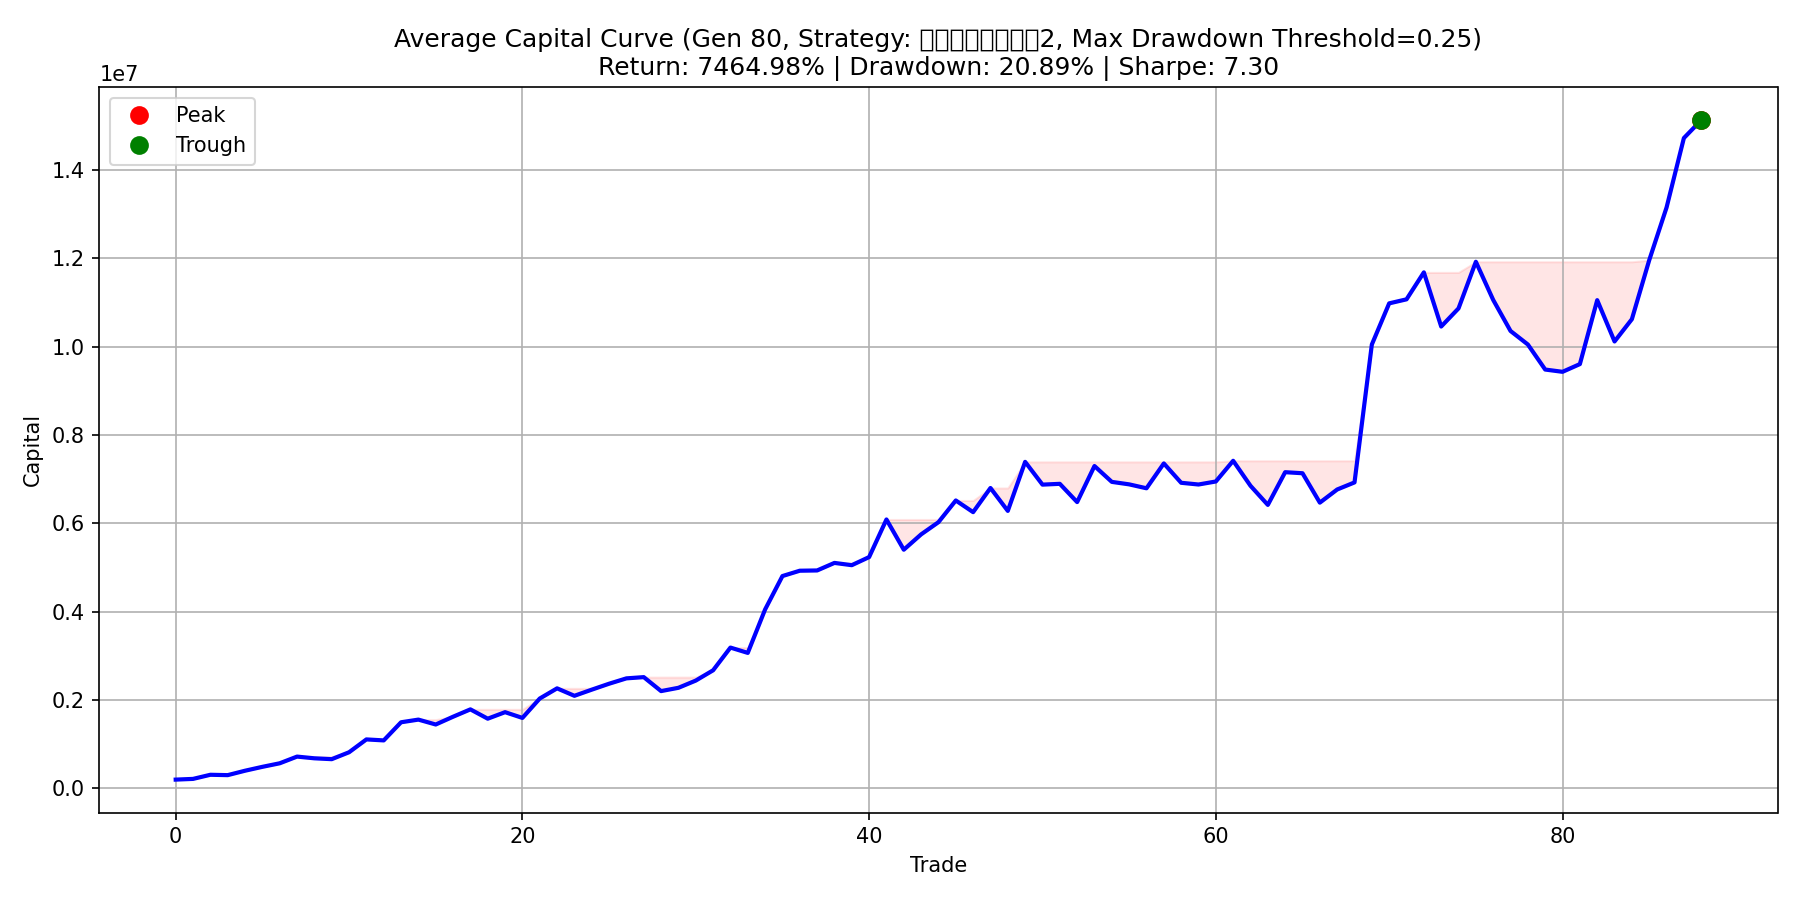 Average Capital Curve (Gen 80, Strategy: 2, Max Drawdown Threshold=0.25)
Return: 7464.98% | Drawdown: 20.89% | Sharpe: 7.30
1e7
Peak
Trough
1.4
1.2
1.0
0.8
0.6
0.4
0.2
0.0
Capital
0 20 40 60 80
Trade